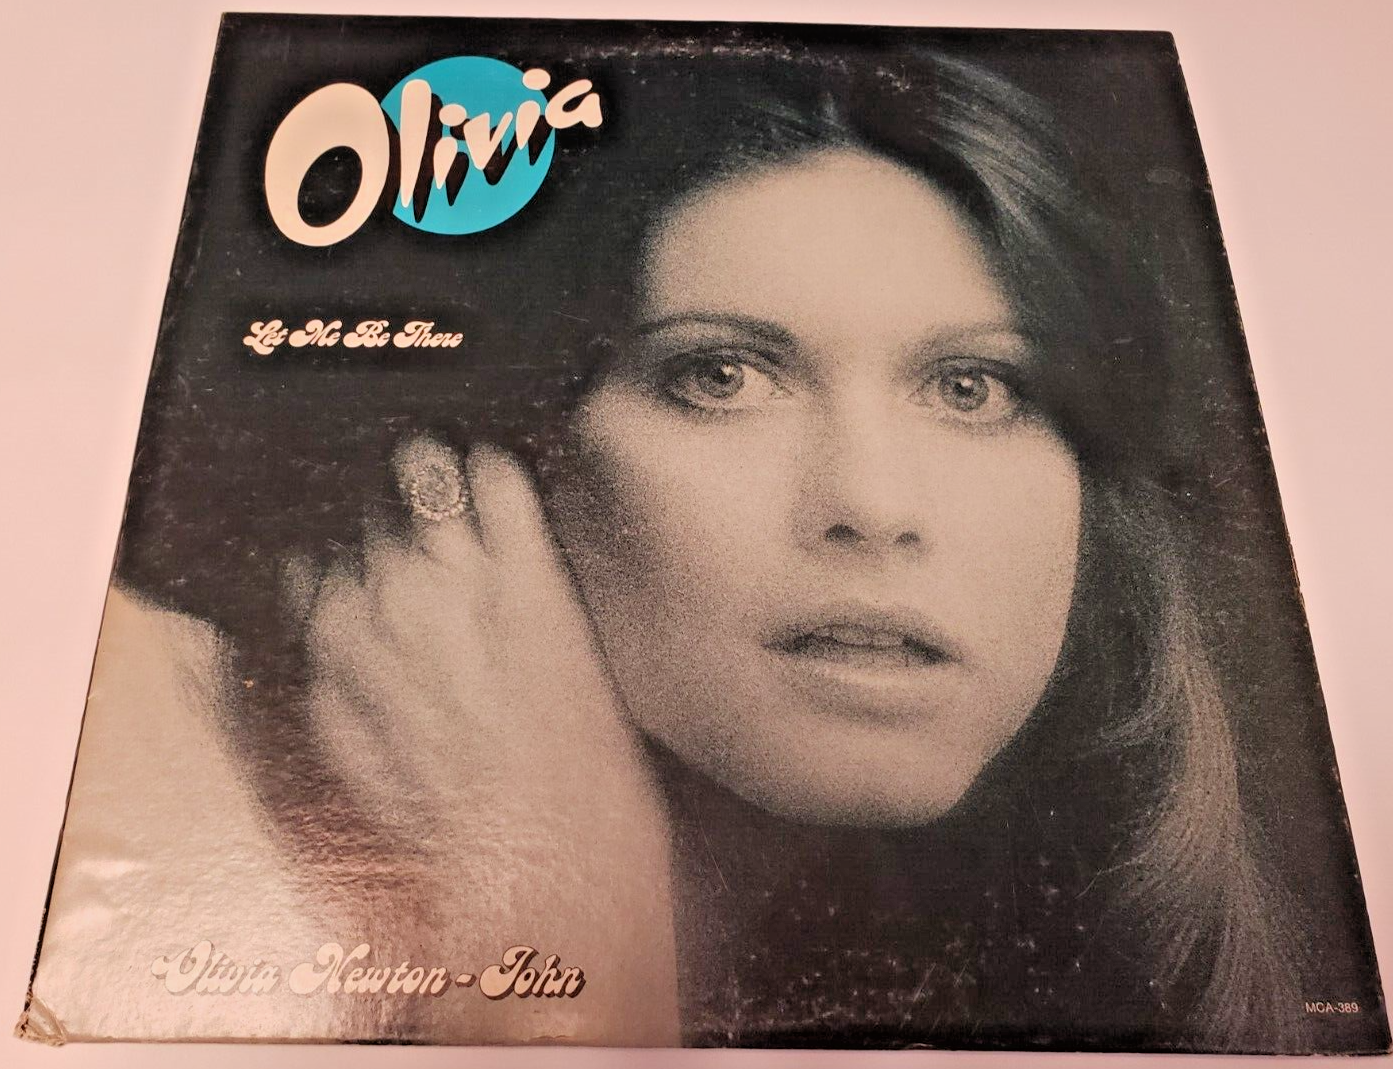 Olivia
Let Me Be There
Olivia Newton-John
MCA-389